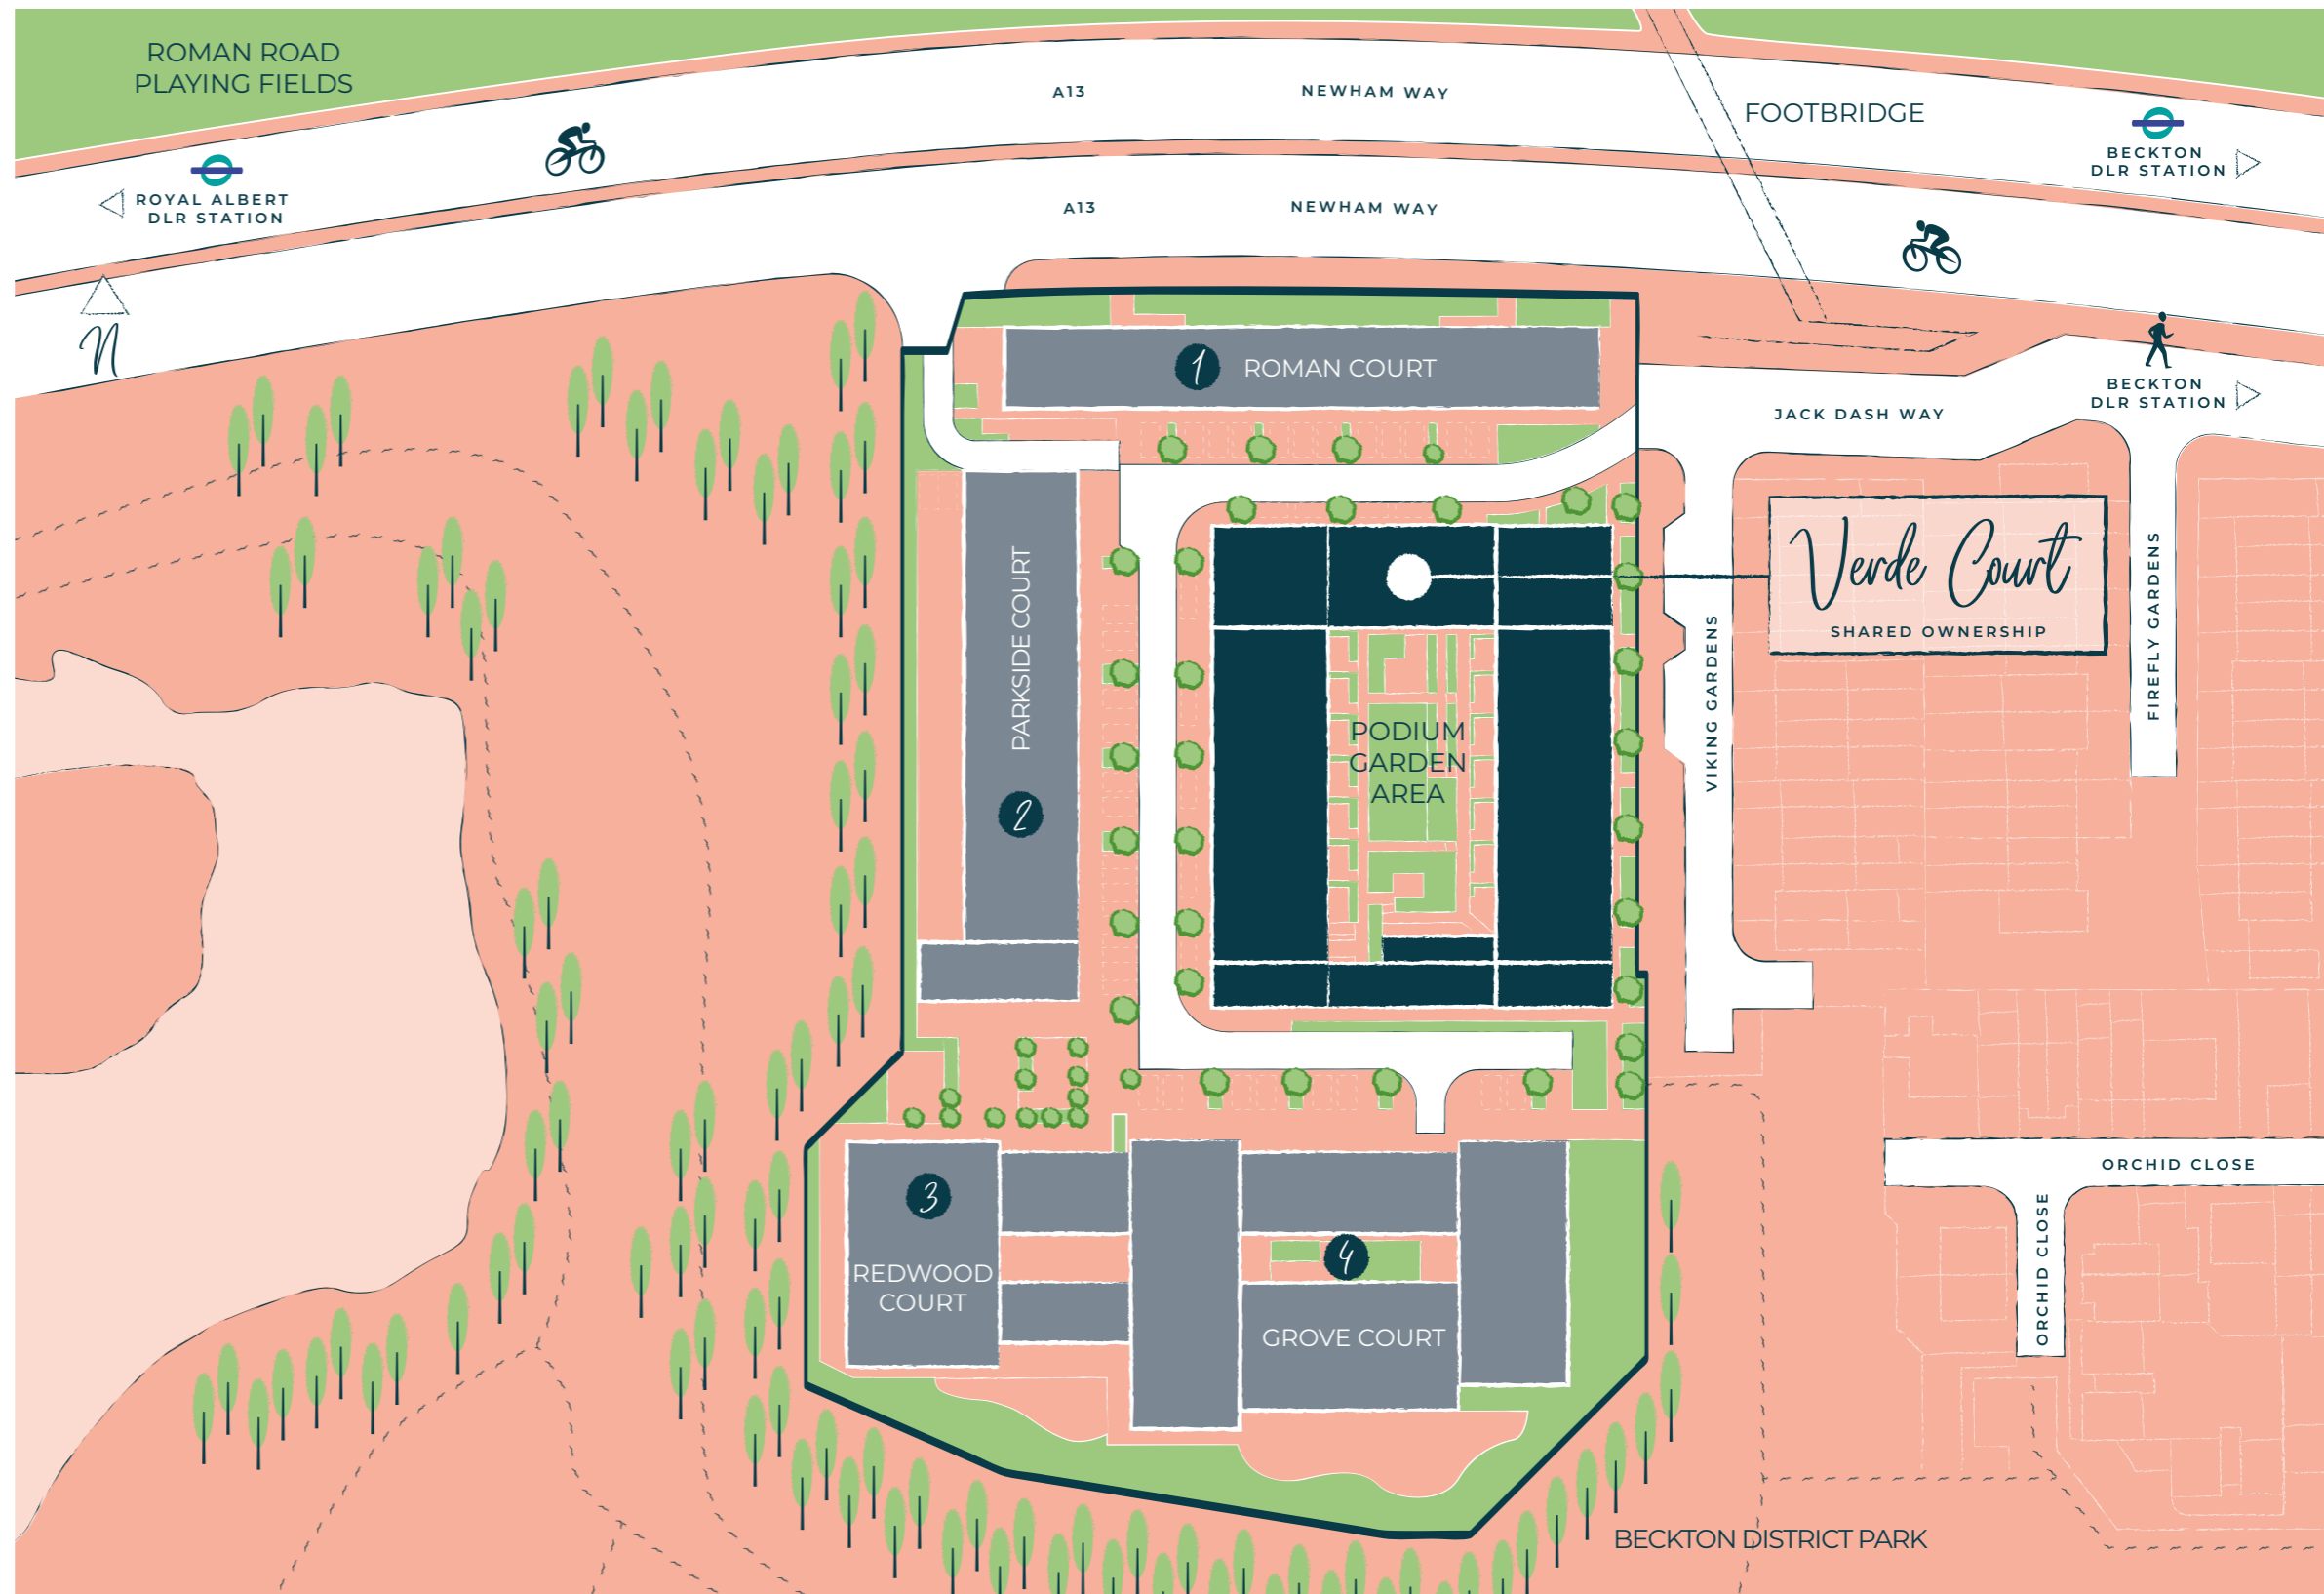 ROMAN ROAD
PLAYING FIELDS
A13
NEWHAM WAY
FOOTBRIDGE
BECKTON
DLR STATION
ROYAL ALBERT
DLR STATION
A13
NEWHAM WAY
N
1
ROMAN COURT
BECKTON
DLR STATION
JACK DASH WAY
Verde Court
SHARED OWNERSHIP
FIREFLY GARDENS
VIKING GARDENS
PARKSIDE COURT
2
PODIUM
GARDEN
AREA
3
REDWOOD
COURT
4
GROVE COURT
ORCHID CLOSE
ORCHID CLOSE
BECKTON DISTRICT PARK